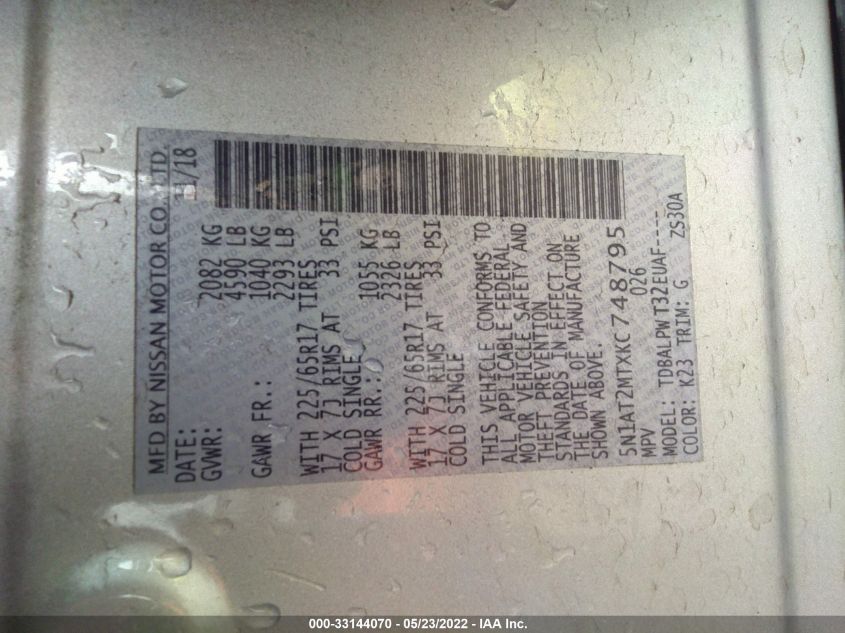 MFD BY NISSAN MOTOR CO., LTD.
DATE: 11/18
GVWR: 2082 KG
4590 LB
GAWR FR.: 1040 KG
2293 LB
WITH 225/65R17 TIRES
17 X 7J RIMS AT 33 PSI
COLD SINGLE
GAWR RR.: 1055 KG
2326 LB
WITH 225/65R17 TIRES
17 X 7J RIMS AT 33 PSI
COLD SINGLE
THIS VEHICLE CONFORMS TO
ALL APPLICABLE FEDERAL
MOTOR VEHICLE SAFETY AND
THEFT PREVENTION
STANDARDS IN EFFECT ON
THE DATE OF MANUFACTURE
SHOWN ABOVE.
5N1AT2MTXKC748795
MPV 026
MODEL: TDBALPWT32EUAF----
COLOR: K23 TRIM: G ZS30A
000-33144070 - 05/23/2022 - IAA Inc.